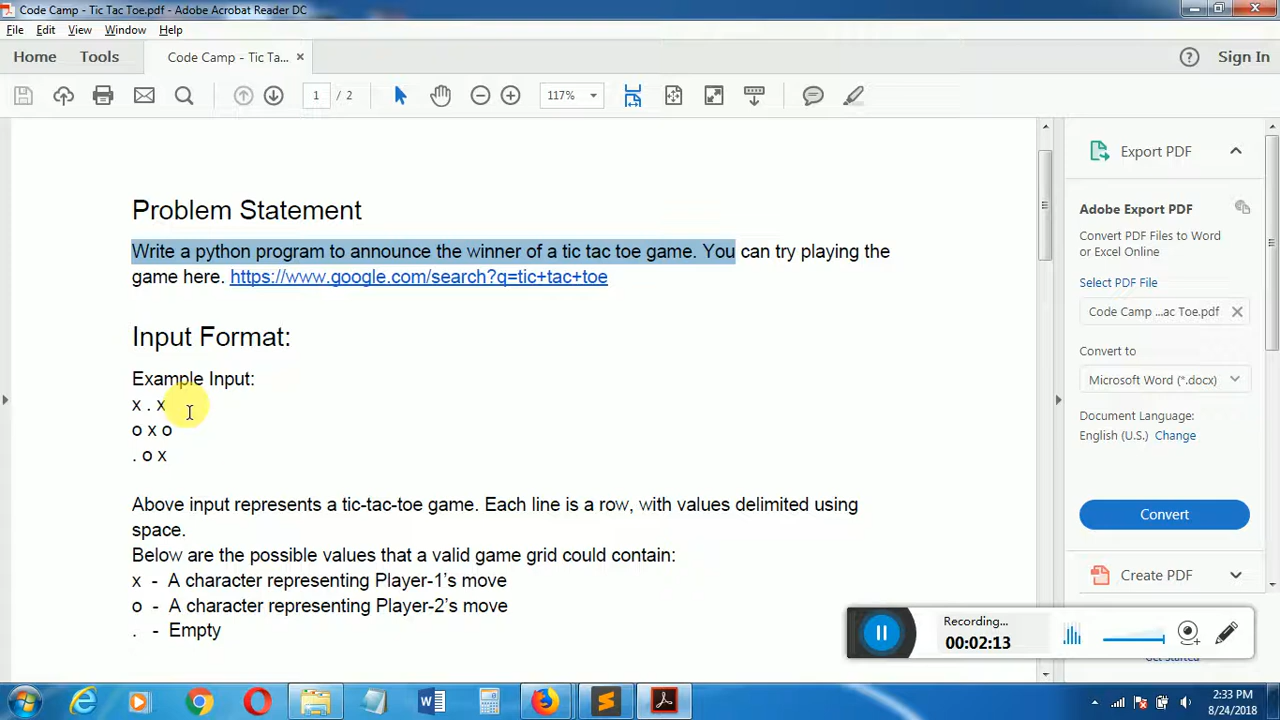 Code Camp - Tic Tac Toe.pdf - Adobe Acrobat Reader DC
File Edit View Window Help
Home Tools Code Camp - Tic Ta... × Sign In
1 / 2 117%
Problem Statement
Write a python program to announce the winner of a tic tac toe game. You can try playing the
game here. https://www.google.com/search?q=tic+tac+toe
Input Format:
Example Input:
x . x
o x o
. o x
Above input represents a tic-tac-toe game. Each line is a row, with values delimited using
space.
Below are the possible values that a valid game grid could contain:
x - A character representing Player-1's move
o - A character representing Player-2's move
. - Empty
Export PDF
Adobe Export PDF
Convert PDF Files to Word
or Excel Online
Select PDF File
Code Camp ...ac Toe.pdf ×
Convert to
Microsoft Word (*.docx)
Document Language:
English (U.S.) Change
Convert
Create PDF
Recording...
00:02:13
Get Started
2:33 PM
8/24/2018